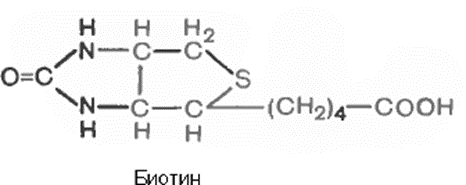 H H H₂
N C C
O=C S
N C C (CH₂)₄ COOH
H H H
Биотин